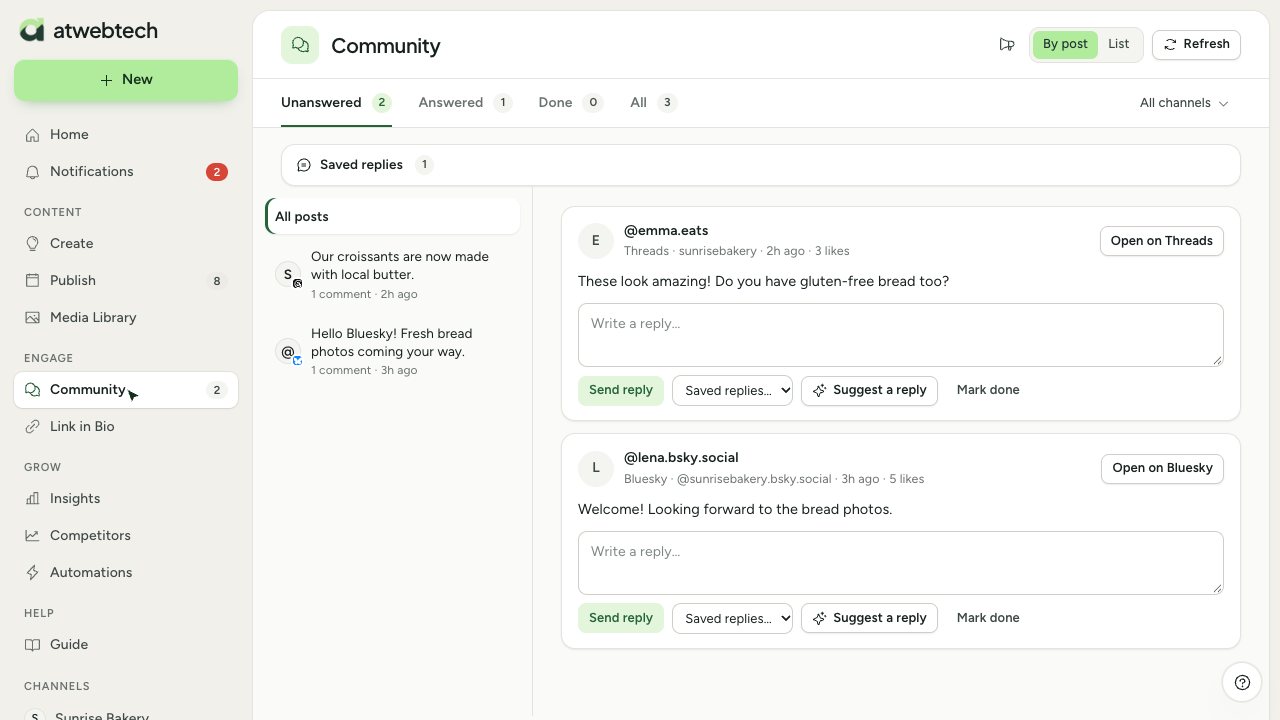 atwebtech
New
Home
Notifications 2
CONTENT
Create
Publish 8
Media Library
ENGAGE
Community 2
Link in Bio
GROW
Insights
Competitors
Automations
HELP
Guide
CHANNELS
S Sunrise Bakery
Community
By post List Refresh
Unanswered 2 Answered 1 Done 0 All 3
All channels
Saved replies 1
All posts
S
Our croissants are now made
with local butter.
1 comment · 2h ago
@
Hello Bluesky! Fresh bread
photos coming your way.
1 comment · 3h ago
E
@emma.eats
Threads · sunrisebakery · 2h ago · 3 likes
Open on Threads
These look amazing! Do you have gluten-free bread too?
Write a reply...
Send reply Saved replies... Suggest a reply Mark done
L
@lena.bsky.social
Bluesky · @sunrisebakery.bsky.social · 3h ago · 5 likes
Open on Bluesky
Welcome! Looking forward to the bread photos.
Write a reply...
Send reply Saved replies... Suggest a reply Mark done